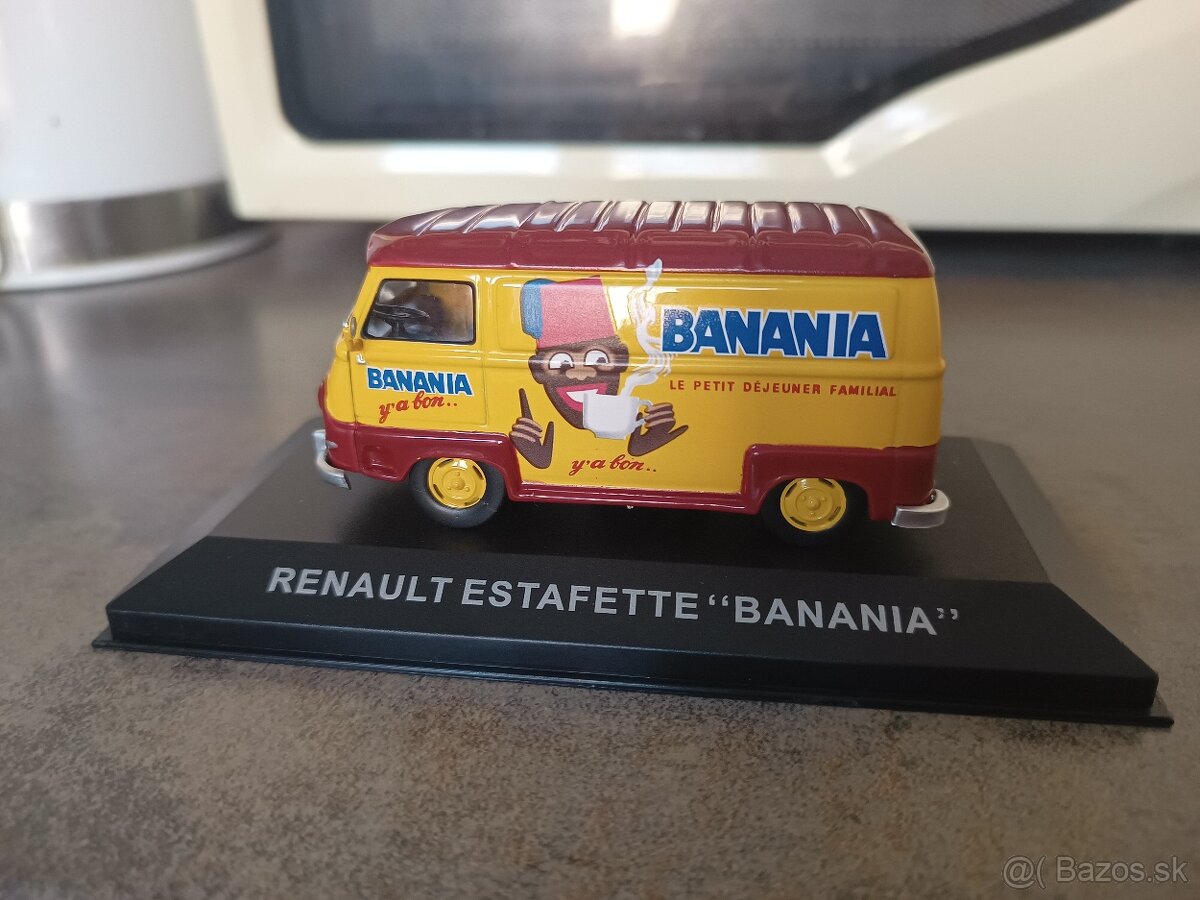 BANANIA
y'a bon..
BANANIA
LE PETIT DÉJEUNER FAMILIAL
y'a bon..
RENAULT ESTAFETTE “BANANIA”
@( Bazos.sk